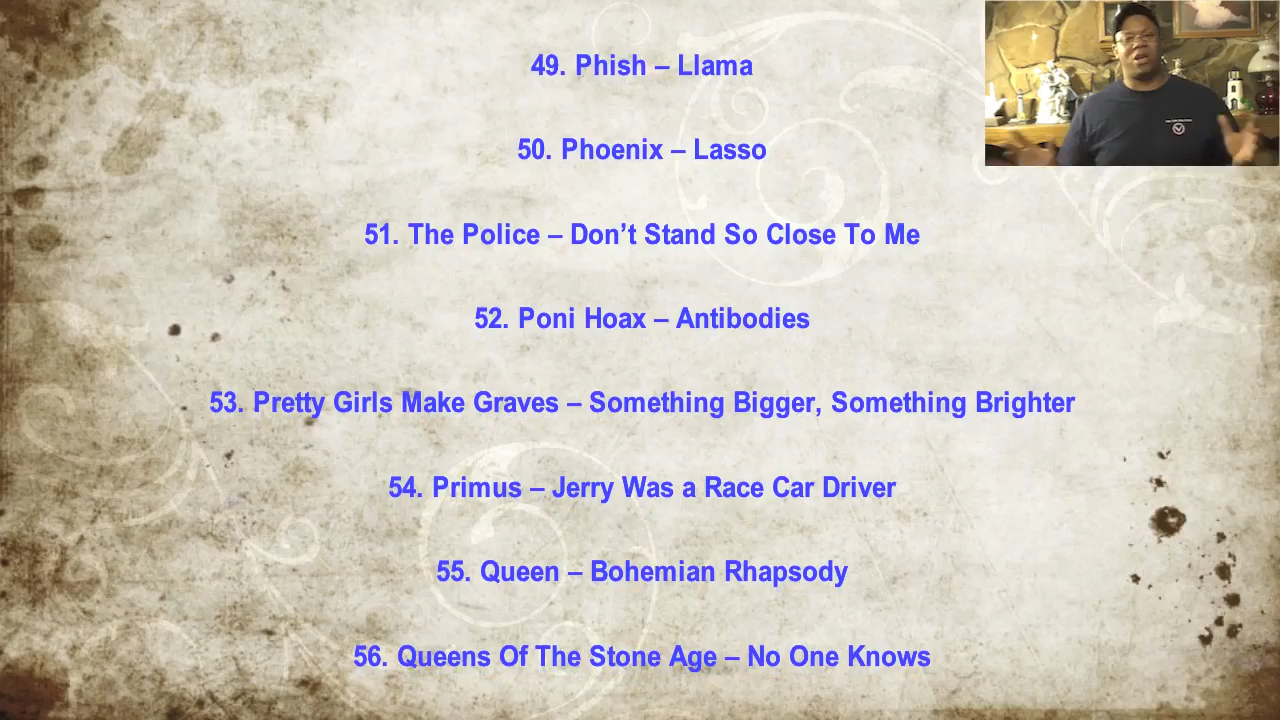 49. Phish – Llama
50. Phoenix – Lasso
51. The Police – Don’t Stand So Close To Me
52. Poni Hoax – Antibodies
53. Pretty Girls Make Graves – Something Bigger, Something Brighter
54. Primus – Jerry Was a Race Car Driver
55. Queen – Bohemian Rhapsody
56. Queens Of The Stone Age – No One Knows